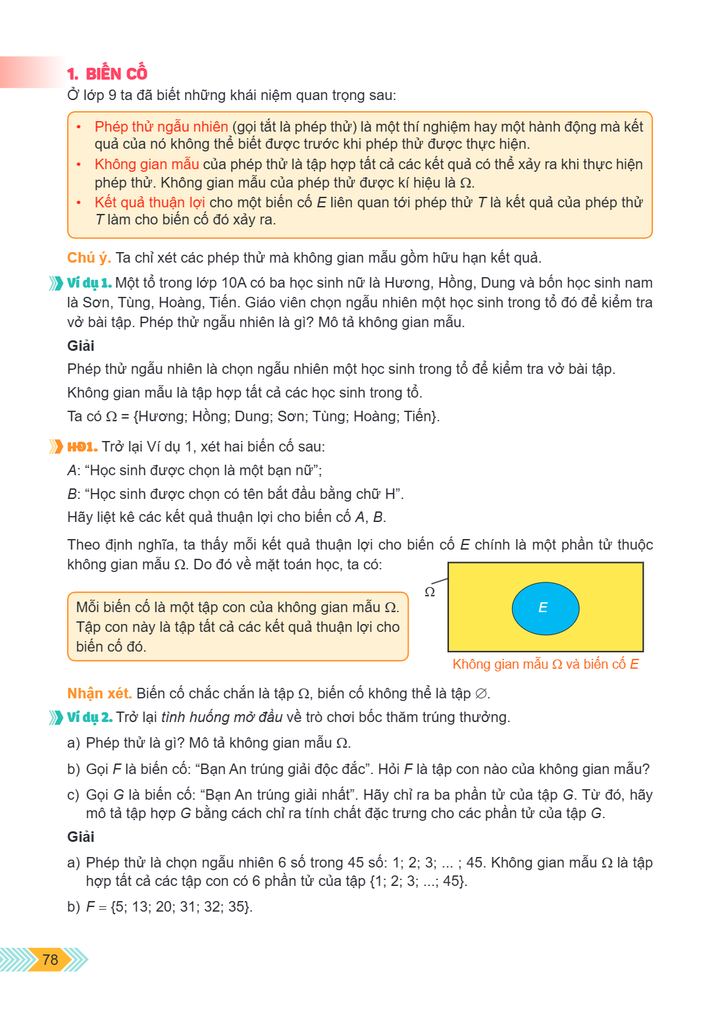 1. BIẾN CỐ
Ở lớp 9 ta đã biết những khái niệm quan trọng sau:
• Phép thử ngẫu nhiên (gọi tắt là phép thử) là một thí nghiệm hay một hành động mà kết
quả của nó không thể biết được trước khi phép thử được thực hiện.
• Không gian mẫu của phép thử là tập hợp tất cả các kết quả có thể xảy ra khi thực hiện
phép thử. Không gian mẫu của phép thử được kí hiệu là Ω.
• Kết quả thuận lợi cho một biến cố E liên quan tới phép thử T là kết quả của phép thử
T làm cho biến cố đó xảy ra.
Chú ý. Ta chỉ xét các phép thử mà không gian mẫu gồm hữu hạn kết quả.
Ví dụ 1. Một tổ trong lớp 10A có ba học sinh nữ là Hương, Hồng, Dung và bốn học sinh nam
là Sơn, Tùng, Hoàng, Tiến. Giáo viên chọn ngẫu nhiên một học sinh trong tổ đó để kiểm tra
vở bài tập. Phép thử ngẫu nhiên là gì? Mô tả không gian mẫu.
Giải
Phép thử ngẫu nhiên là chọn ngẫu nhiên một học sinh trong tổ để kiểm tra vở bài tập.
Không gian mẫu là tập hợp tất cả các học sinh trong tổ.
Ta có Ω = {Hương; Hồng; Dung; Sơn; Tùng; Hoàng; Tiến}.
HĐ1. Trở lại Ví dụ 1, xét hai biến cố sau:
A: “Học sinh được chọn là một bạn nữ”;
B: “Học sinh được chọn có tên bắt đầu bằng chữ H”.
Hãy liệt kê các kết quả thuận lợi cho biến cố A, B.
Theo định nghĩa, ta thấy mỗi kết quả thuận lợi cho biến cố E chính là một phần tử thuộc
không gian mẫu Ω. Do đó về mặt toán học, ta có:
Mỗi biến cố là một tập con của không gian mẫu Ω.
Tập con này là tập tất cả các kết quả thuận lợi cho
biến cố đó.
Ω
E
Không gian mẫu Ω và biến cố E
Nhận xét. Biến cố chắc chắn là tập Ω, biến cố không thể là tập ∅.
Ví dụ 2. Trở lại tình huống mở đầu về trò chơi bốc thăm trúng thưởng.
a) Phép thử là gì? Mô tả không gian mẫu Ω.
b) Gọi F là biến cố: “Bạn An trúng giải độc đắc”. Hỏi F là tập con nào của không gian mẫu?
c) Gọi G là biến cố: “Bạn An trúng giải nhất”. Hãy chỉ ra ba phần tử của tập G. Từ đó, hãy
mô tả tập hợp G bằng cách chỉ ra tính chất đặc trưng cho các phần tử của tập G.
Giải
a) Phép thử là chọn ngẫu nhiên 6 số trong 45 số: 1; 2; 3; ... ; 45. Không gian mẫu Ω là tập
hợp tất cả các tập con có 6 phần tử của tập {1; 2; 3; ...; 45}.
b) F = {5; 13; 20; 31; 32; 35}.
78